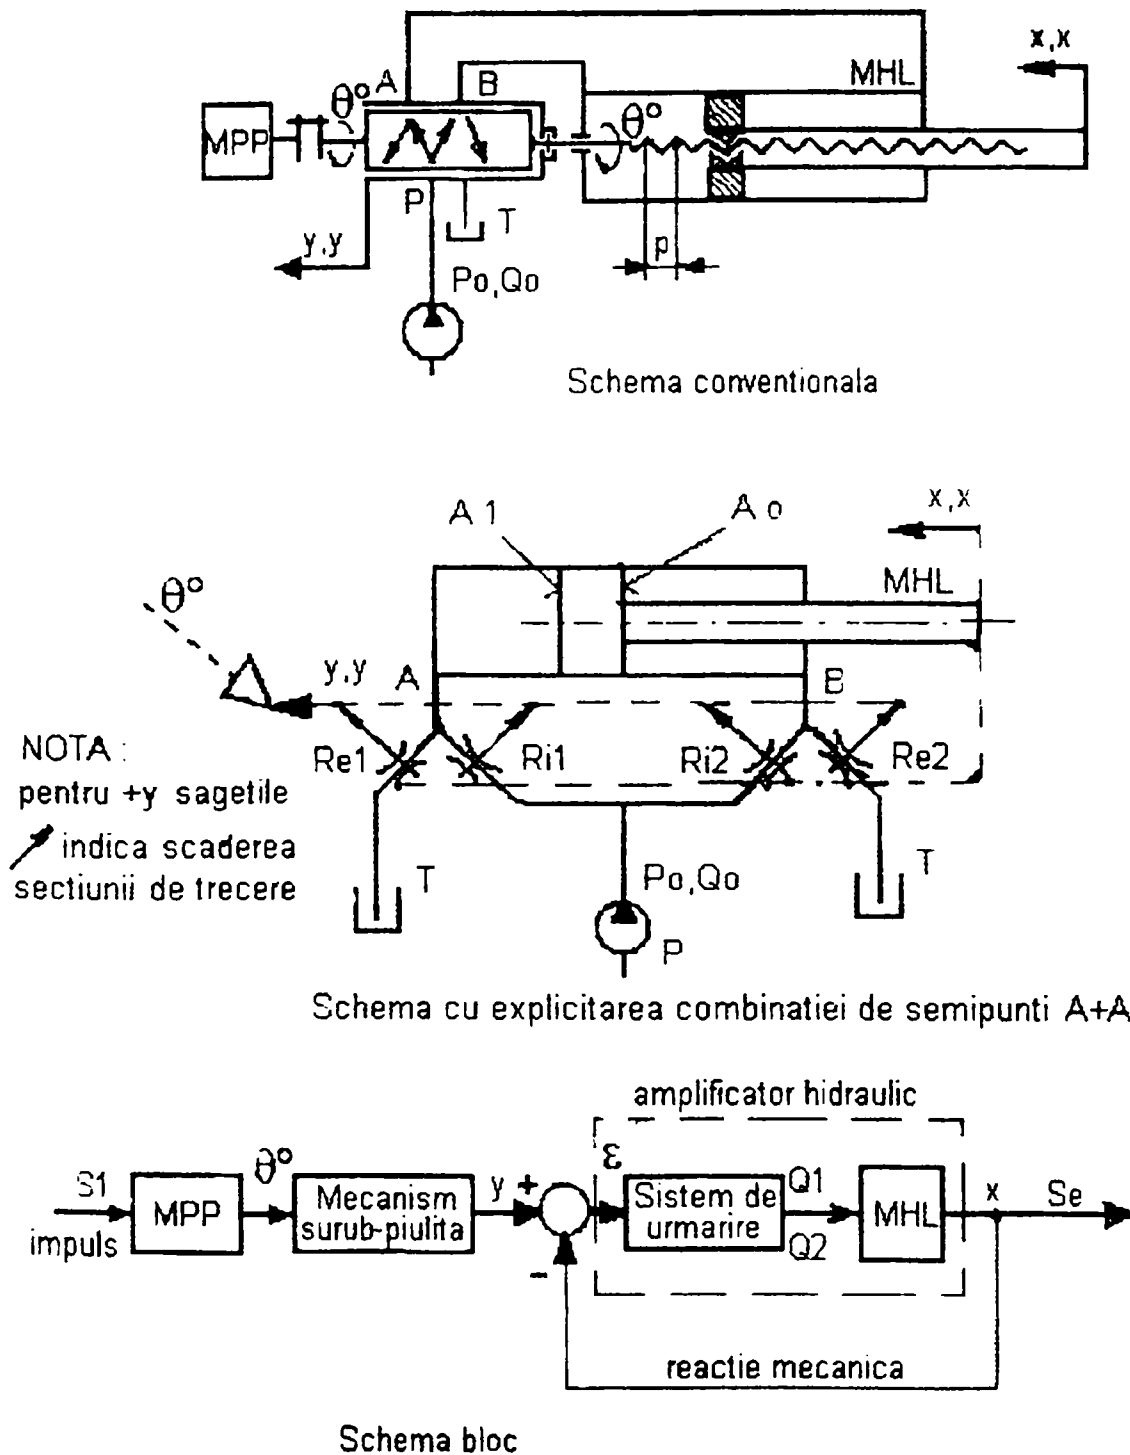 x,x
MHL
A
B
θ°
θ°
MPP
P
T
y,y
p
Po,Qo
Schema conventionala
x,x
A1
Ao
θ°
MHL
y,y
A
B
NOTA :
pentru +y sagetile
indica scaderea
sectiunii de trecere
Re1
Ri1
Ri2
Re2
T
T
Po,Qo
P
Schema cu explicitarea combinatiei de semipunti A+A
amplificator hidraulic
S1
impuls
MPP
θ°
Mecanism
surub-piulita
y
+
-
ε
Sistem de
urmarire
Q1
Q2
MHL
x
Se
reactie mecanica
Schema bloc